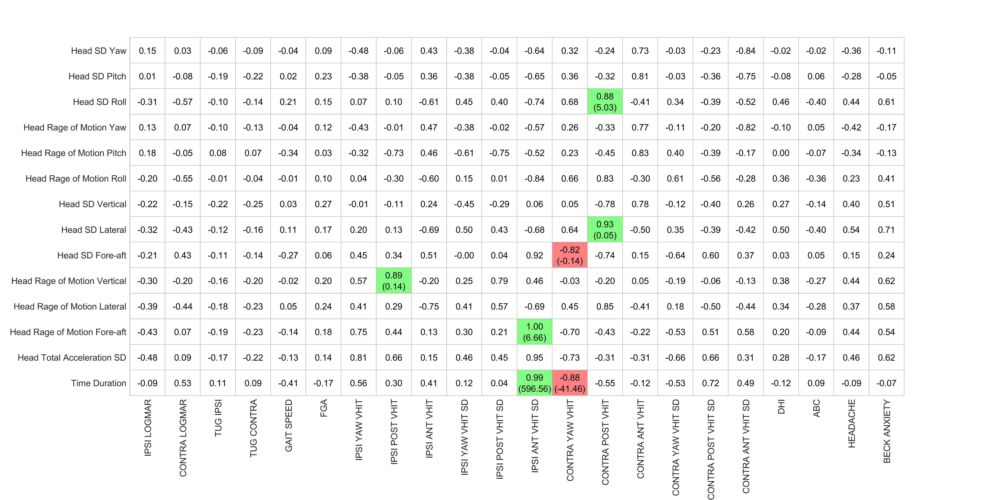 Head SD Yaw 0.15 0.03 -0.06 -0.09 -0.04 0.09 -0.48 -0.06 0.43 -0.38 -0.04 -0.64 0.32 -0.24 0.73 -0.03 -0.23 -0.84 -0.02 -0.02 -0.36 -0.11
Head SD Pitch 0.01 -0.08 -0.19 -0.22 0.02 0.23 -0.38 -0.05 0.36 -0.38 -0.05 -0.65 0.36 -0.32 0.81 -0.03 -0.36 -0.75 -0.08 0.06 -0.28 -0.05
Head SD Roll -0.31 -0.57 -0.10 -0.14 0.21 0.15 0.07 0.10 -0.61 0.45 0.40 -0.74 0.68 0.88 (5.03) -0.41 0.34 -0.39 -0.52 0.46 -0.40 0.44 0.61
Head Rage of Motion Yaw 0.13 0.07 -0.10 -0.13 -0.04 0.12 -0.43 -0.01 0.47 -0.38 -0.02 -0.57 0.26 -0.33 0.77 -0.11 -0.20 -0.82 -0.10 0.05 -0.42 -0.17
Head Rage of Motion Pitch 0.18 -0.05 0.08 0.07 -0.34 0.03 -0.32 -0.73 0.46 -0.61 -0.75 -0.52 0.23 -0.45 0.83 0.40 -0.39 -0.17 0.00 -0.07 -0.34 -0.13
Head Rage of Motion Roll -0.20 -0.55 -0.01 -0.04 -0.01 0.10 0.04 -0.30 -0.60 0.15 0.01 -0.84 0.66 0.83 -0.30 0.61 -0.56 -0.28 0.36 -0.36 0.23 0.41
Head SD Vertical -0.22 -0.15 -0.22 -0.25 0.03 0.27 -0.01 -0.11 0.24 -0.45 -0.29 0.06 0.05 -0.78 0.78 -0.12 -0.40 0.26 0.27 -0.14 0.40 0.51
Head SD Lateral -0.32 -0.43 -0.12 -0.16 0.11 0.17 0.20 0.13 -0.69 0.50 0.43 -0.68 0.64 0.93 (0.05) -0.50 0.35 -0.39 -0.42 0.50 -0.40 0.54 0.71
Head SD Fore-aft -0.21 0.43 -0.11 -0.14 -0.27 0.06 0.45 0.34 0.51 -0.00 0.04 0.92 -0.82 (-0.14) -0.74 0.15 -0.64 0.60 0.37 0.03 0.05 0.15 0.24
Head Rage of Motion Vertical -0.30 -0.20 -0.16 -0.20 -0.02 0.20 0.57 0.89 (0.14) -0.20 0.25 0.79 0.46 -0.03 -0.20 0.05 -0.19 -0.06 -0.13 0.38 -0.27 0.44 0.62
Head Rage of Motion Lateral -0.39 -0.44 -0.18 -0.23 0.05 0.24 0.41 0.29 -0.75 0.41 0.57 -0.69 0.45 0.85 -0.41 0.18 -0.50 -0.44 0.34 -0.28 0.37 0.58
Head Rage of Motion Fore-aft -0.43 0.07 -0.19 -0.23 -0.14 0.18 0.75 0.44 0.13 0.30 0.21 1.00 (6.66) -0.70 -0.43 -0.22 -0.53 0.51 0.58 0.20 -0.09 0.44 0.54
Head Total Acceleration SD -0.48 0.09 -0.17 -0.22 -0.13 0.14 0.81 0.66 0.15 0.46 0.45 0.95 -0.73 -0.31 -0.31 -0.66 0.66 0.31 0.28 -0.17 0.46 0.62
Time Duration -0.09 0.53 0.11 0.09 -0.41 -0.17 0.56 0.30 0.41 0.12 0.04 0.99 (596.56) -0.88 (-41.46) -0.55 -0.12 -0.53 0.72 0.49 -0.12 0.09 -0.09 -0.07
IPSI LOGMAR
CONTRA LOGMAR
TUG IPSI
TUG CONTRA
GAIT SPEED
FGA
IPSI YAW VHIT
IPSI POST VHIT
IPSI ANT VHIT
IPSI YAW VHIT SD
IPSI POST VHIT SD
IPSI ANT VHIT SD
CONTRA YAW VHIT
CONTRA POST VHIT
CONTRA ANT VHIT
CONTRA YAW VHIT SD
CONTRA POST VHIT SD
CONTRA ANT VHIT SD
DHI
ABC
HEADACHE
BECK ANXIETY